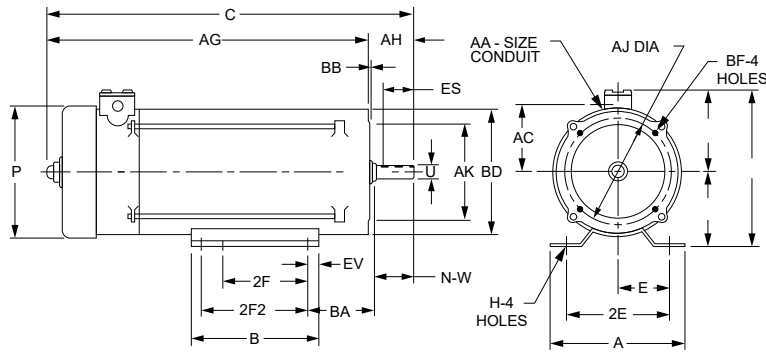 C
AG
AH
BB
ES
P
U
AK
BD
EV
2F
N-W
2F2
BA
B
AA - SIZE
CONDUIT
AJ DIA
BF-4
HOLES
AC
H-4
HOLES
E
2E
A